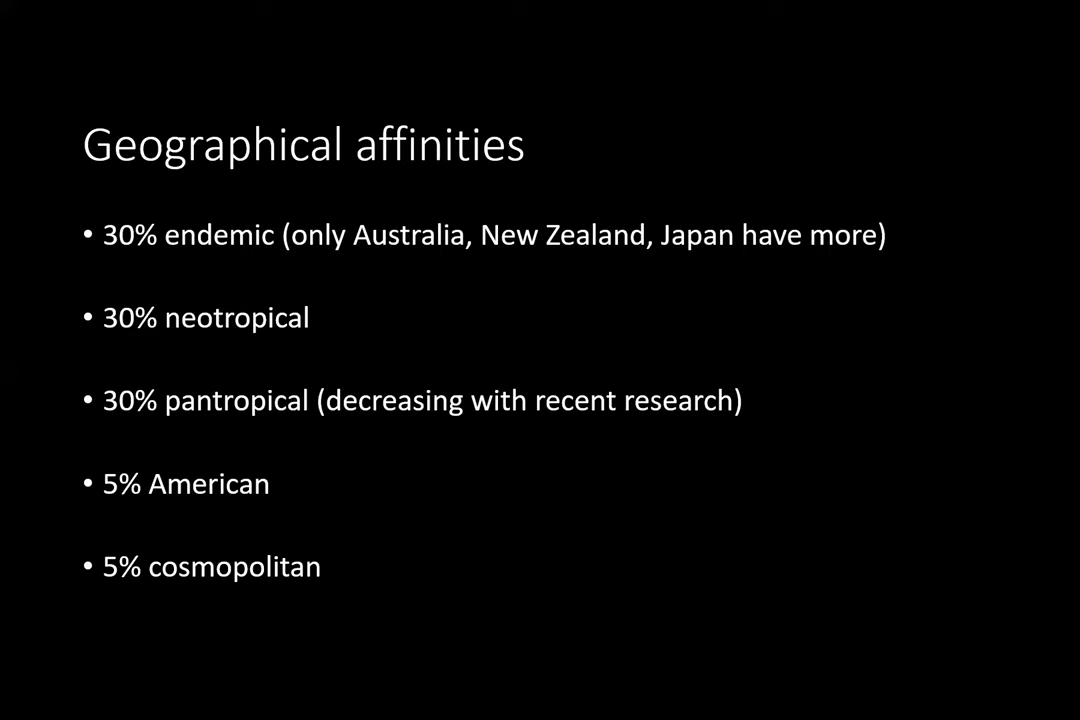 Geographical affinities
• 30% endemic (only Australia, New Zealand, Japan have more)
• 30% neotropical
• 30% pantropical (decreasing with recent research)
• 5% American
• 5% cosmopolitan